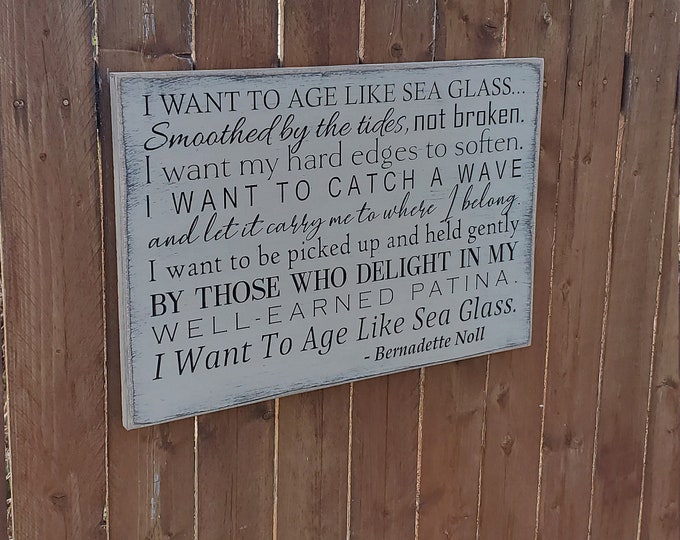 I WANT TO AGE LIKE SEA GLASS...
Smoothed by the tides, not broken.
I want my hard edges to soften.
I WANT TO CATCH A WAVE
and let it carry me to where I belong.
I want to be picked up and held gently
BY THOSE WHO DELIGHT IN MY
WELL-EARNED PATINA.
I Want To Age Like Sea Glass.
- Bernadette Noll